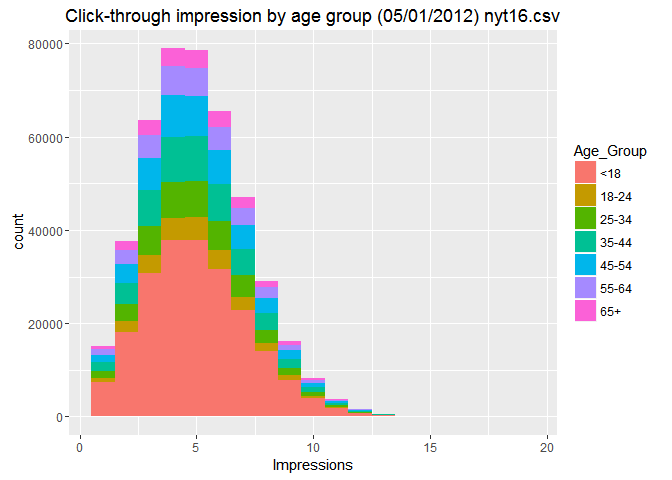 Click-through impression by age group (05/01/2012) nyt16.csv
80000
60000
40000
20000
0
count
0 5 10 15 20
Impressions
Age_Group
<18
18-24
25-34
35-44
45-54
55-64
65+